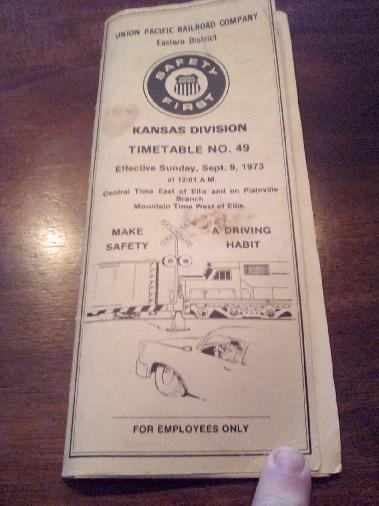 UNION PACIFIC RAILROAD COMPANY
Eastern District
SAFETY
FIRST
KANSAS DIVISION
TIMETABLE NO. 49
Effective Sunday, Sept. 9, 1973
at 12:01 A.M.
Central Time East of Ellis and on Plainville
Branch
Mountain Time West of Ellis.
MAKE A DRIVING
SAFETY HABIT
FOR EMPLOYEES ONLY